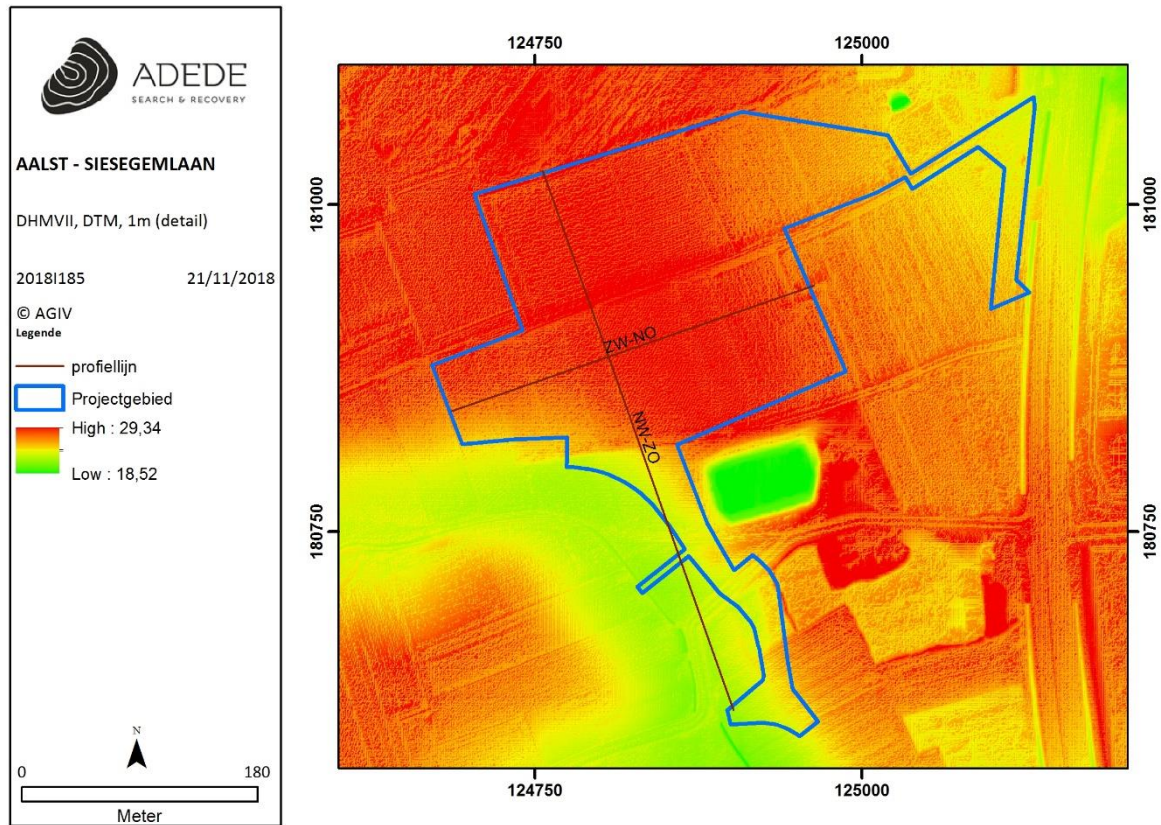 ADEDE
SEARCH & RECOVERY
AALST - SIESEGEMLAAN
DHMVII, DTM, 1m (detail)
2018I185 21/11/2018
© AGIV
Legende
profiellijn
Projectgebied
High : 29,34
Low : 18,52
N
0 180
Meter
124750 125000
181000 181000
ZW-NO
NW-ZO
180750 180750
124750 125000